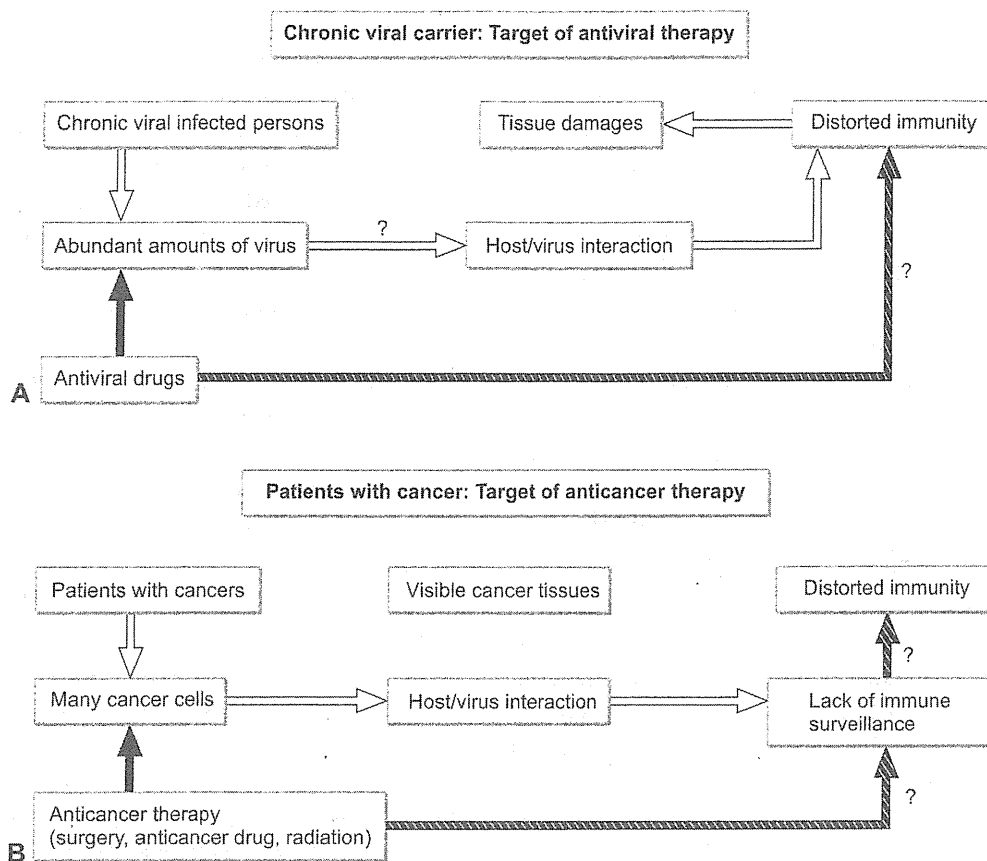 Chronic viral carrier: Target of antiviral therapy
Chronic viral infected persons
Tissue damages
Distorted immunity
Abundant amounts of virus
?
Host/virus interaction
?
Antiviral drugs
A
Patients with cancer: Target of anticancer therapy
Patients with cancers
Visible cancer tissues
Distorted immunity
?
Many cancer cells
Host/virus interaction
Lack of immune
surveillance
?
Anticancer therapy
(surgery, anticancer drug, radiation)
B